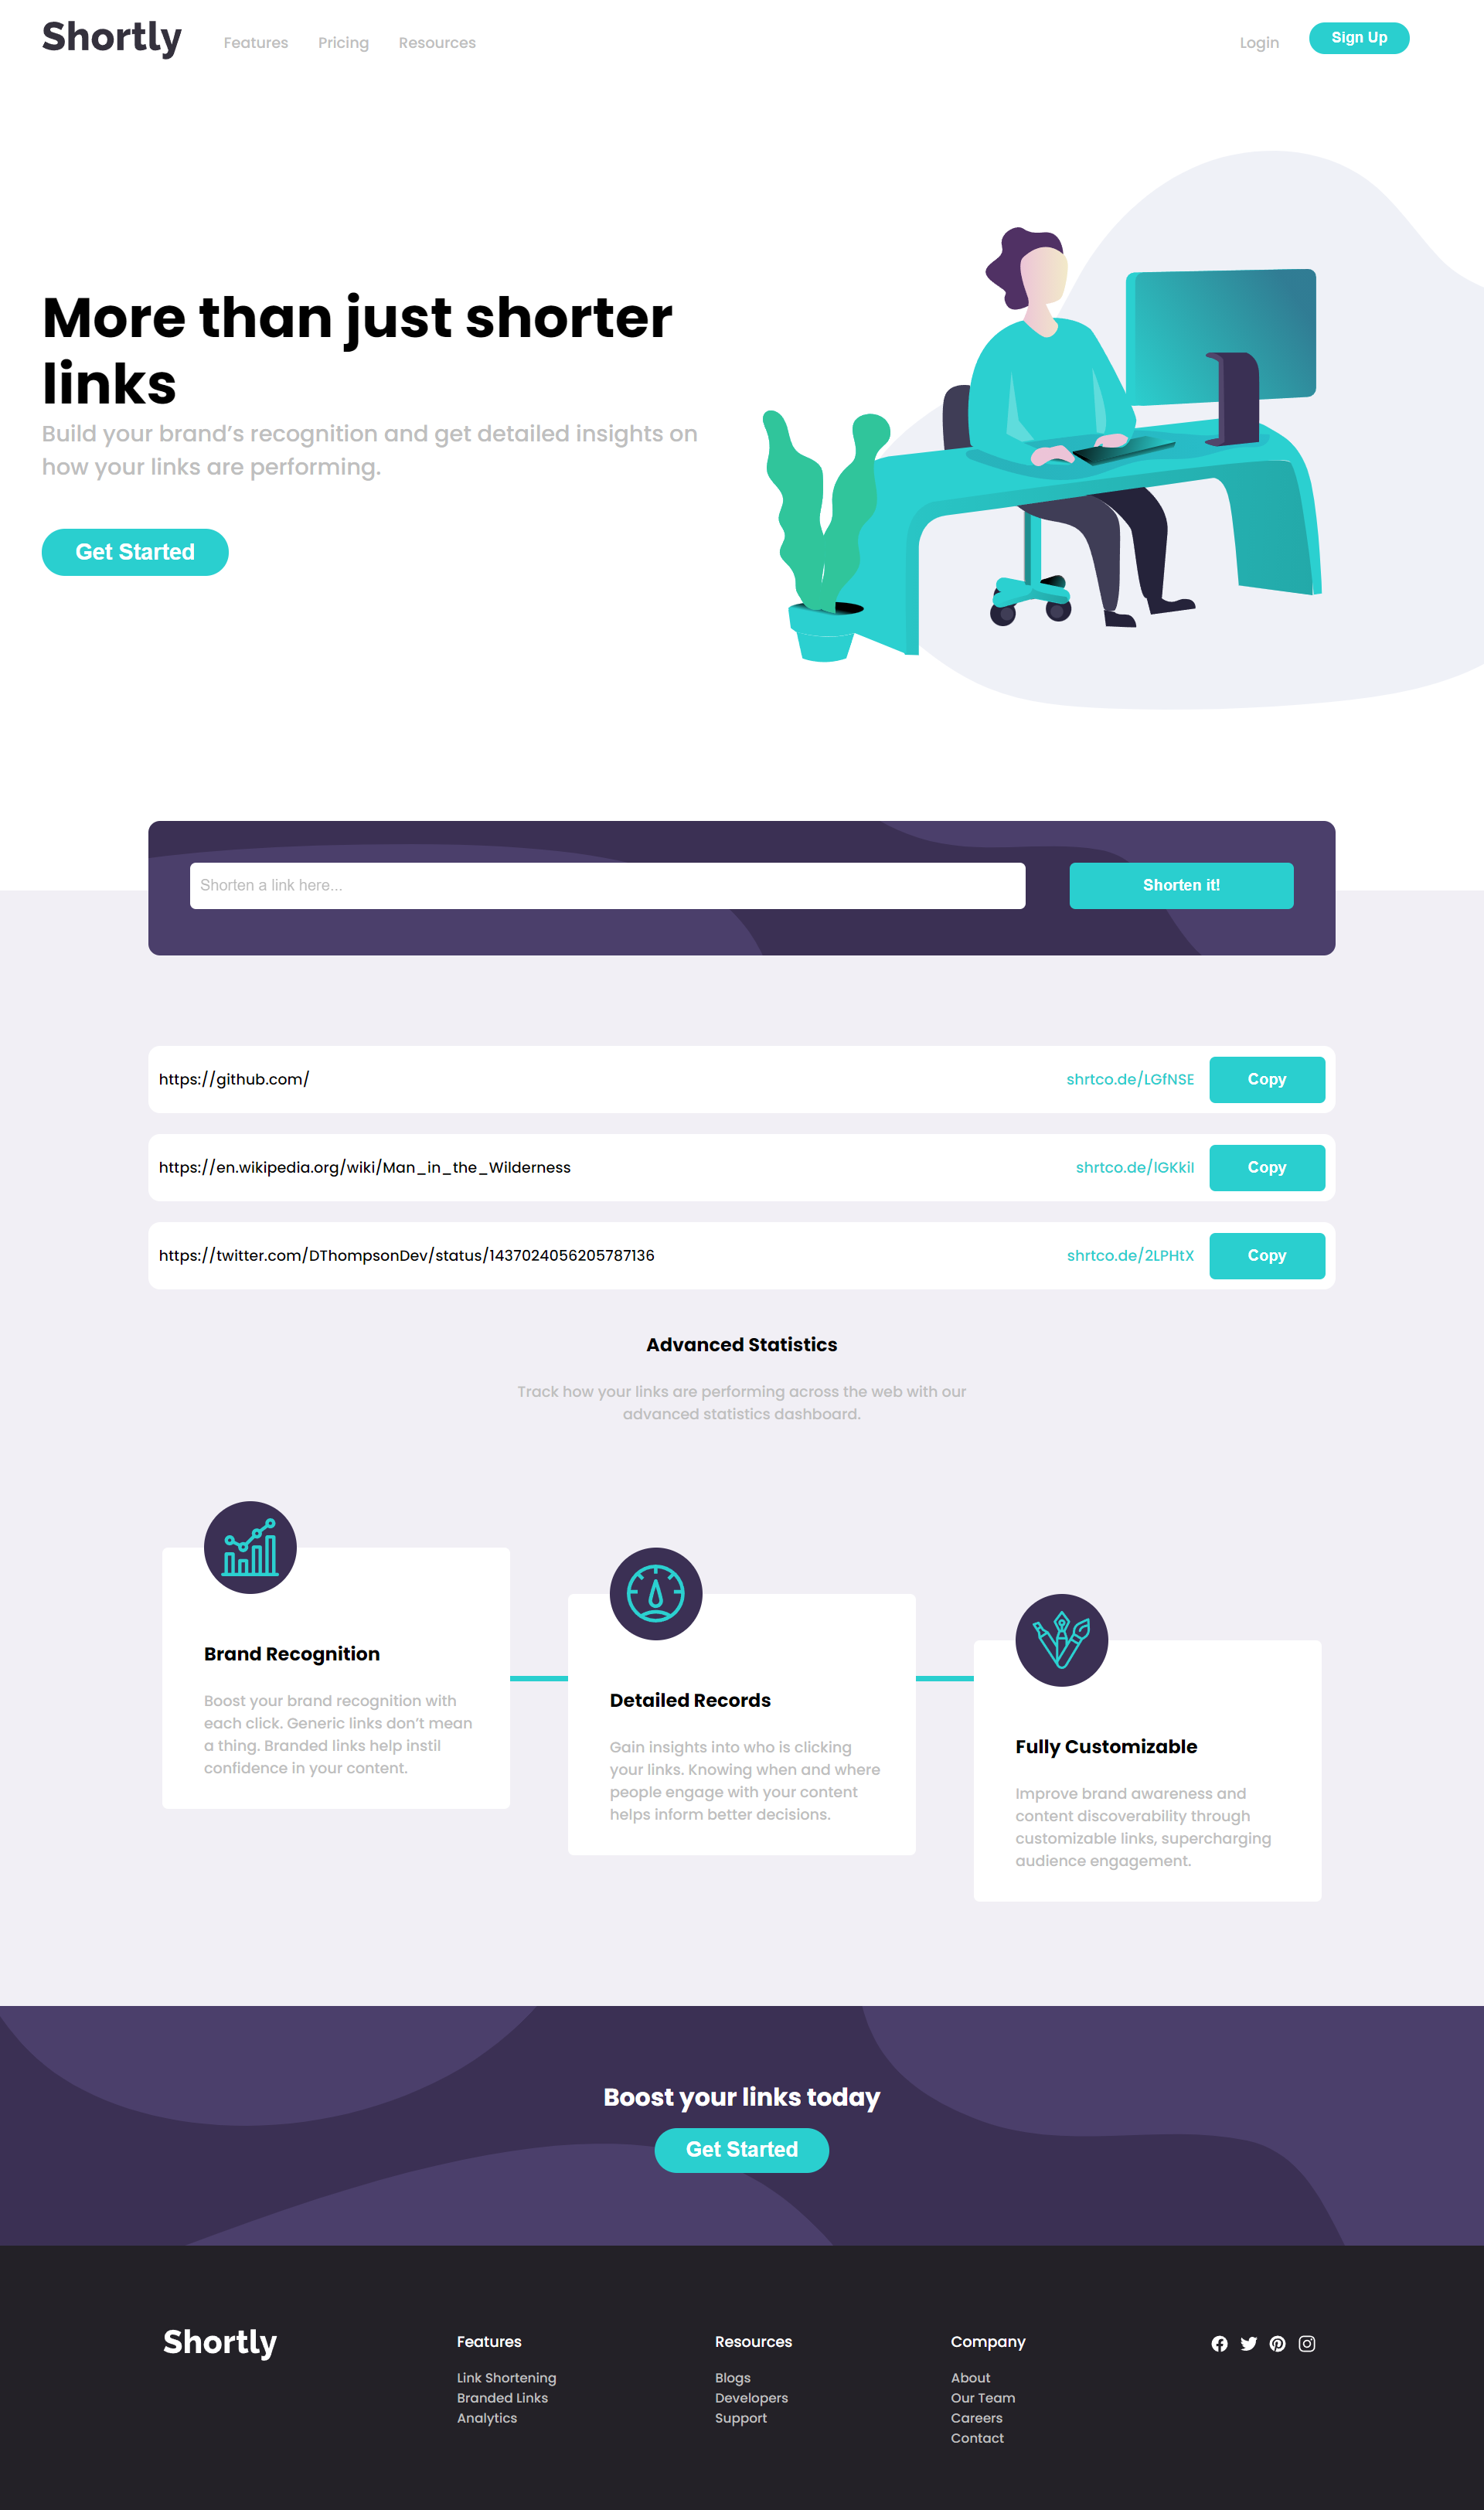 Shortly
Features
Pricing
Resources
Login
Sign Up
More than just shorter
links
Build your brand’s recognition and get detailed insights on
how your links are performing.
Get Started
Shorten a link here...
Shorten it!
https://github.com/
shrtco.de/LGfNSE
Copy
https://en.wikipedia.org/wiki/Man_in_the_Wilderness
shrtco.de/IGKkiI
Copy
https://twitter.com/DThompsonDev/status/1437024056205787136
shrtco.de/2LPHtX
Copy
Advanced Statistics
Track how your links are performing across the web with our
advanced statistics dashboard.
Brand Recognition
Boost your brand recognition with
each click. Generic links don’t mean
a thing. Branded links help instil
confidence in your content.
Detailed Records
Gain insights into who is clicking
your links. Knowing when and where
people engage with your content
helps inform better decisions.
Fully Customizable
Improve brand awareness and
content discoverability through
customizable links, supercharging
audience engagement.
Boost your links today
Get Started
Shortly
Features
Link Shortening
Branded Links
Analytics
Resources
Blogs
Developers
Support
Company
About
Our Team
Careers
Contact